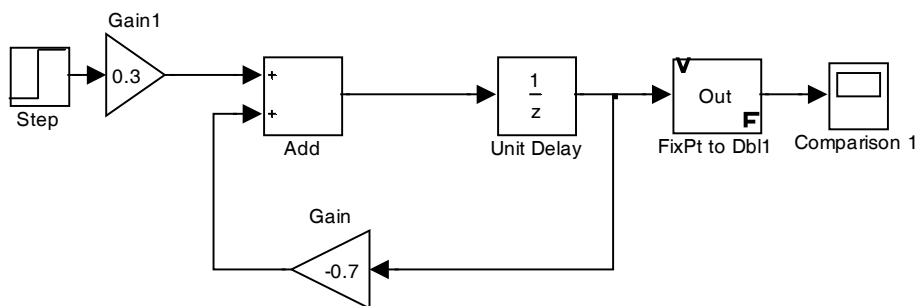 Gain1
0.3
Step
+
+
Add
1
z
Unit Delay
V
Out
F
FixPt to Dbl1
Comparison 1
Gain
-0.7